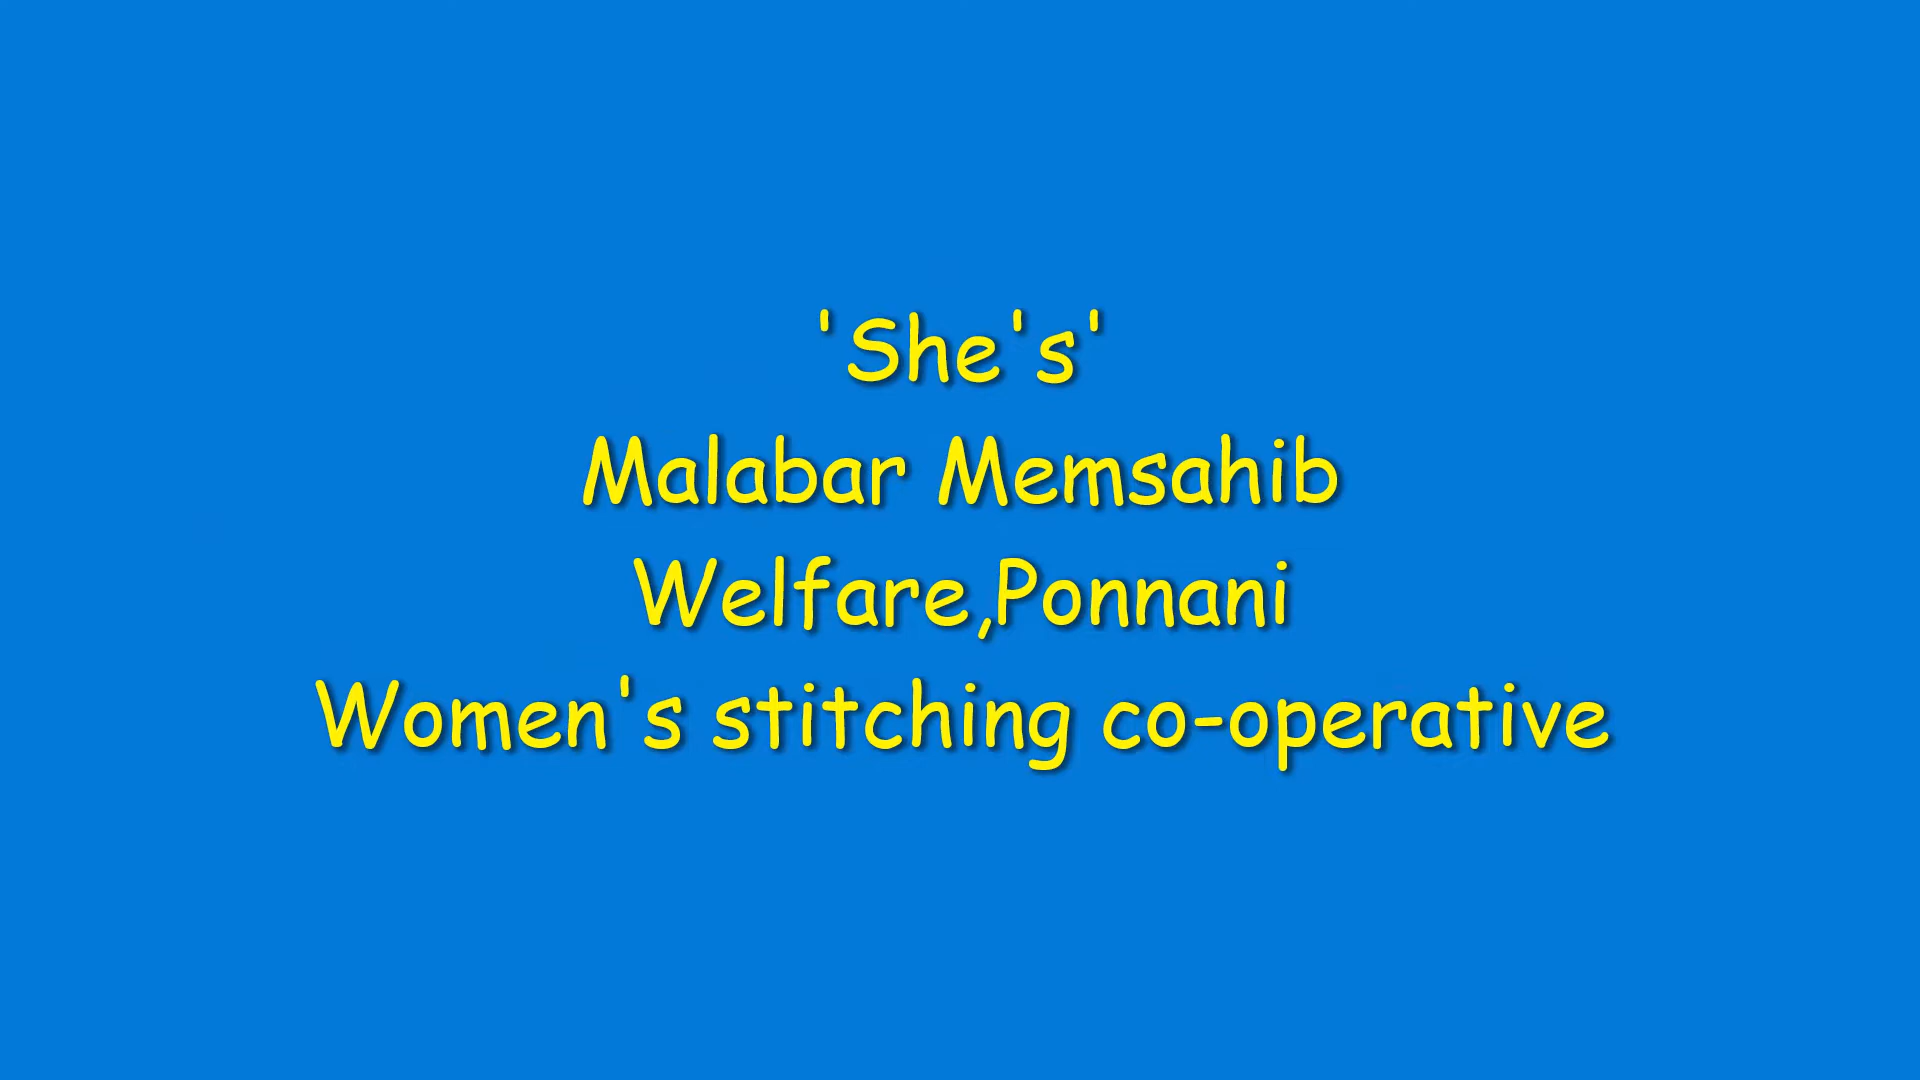 'She's'
Malabar Memsahib
Welfare,Ponnani
Women's stitching co-operative